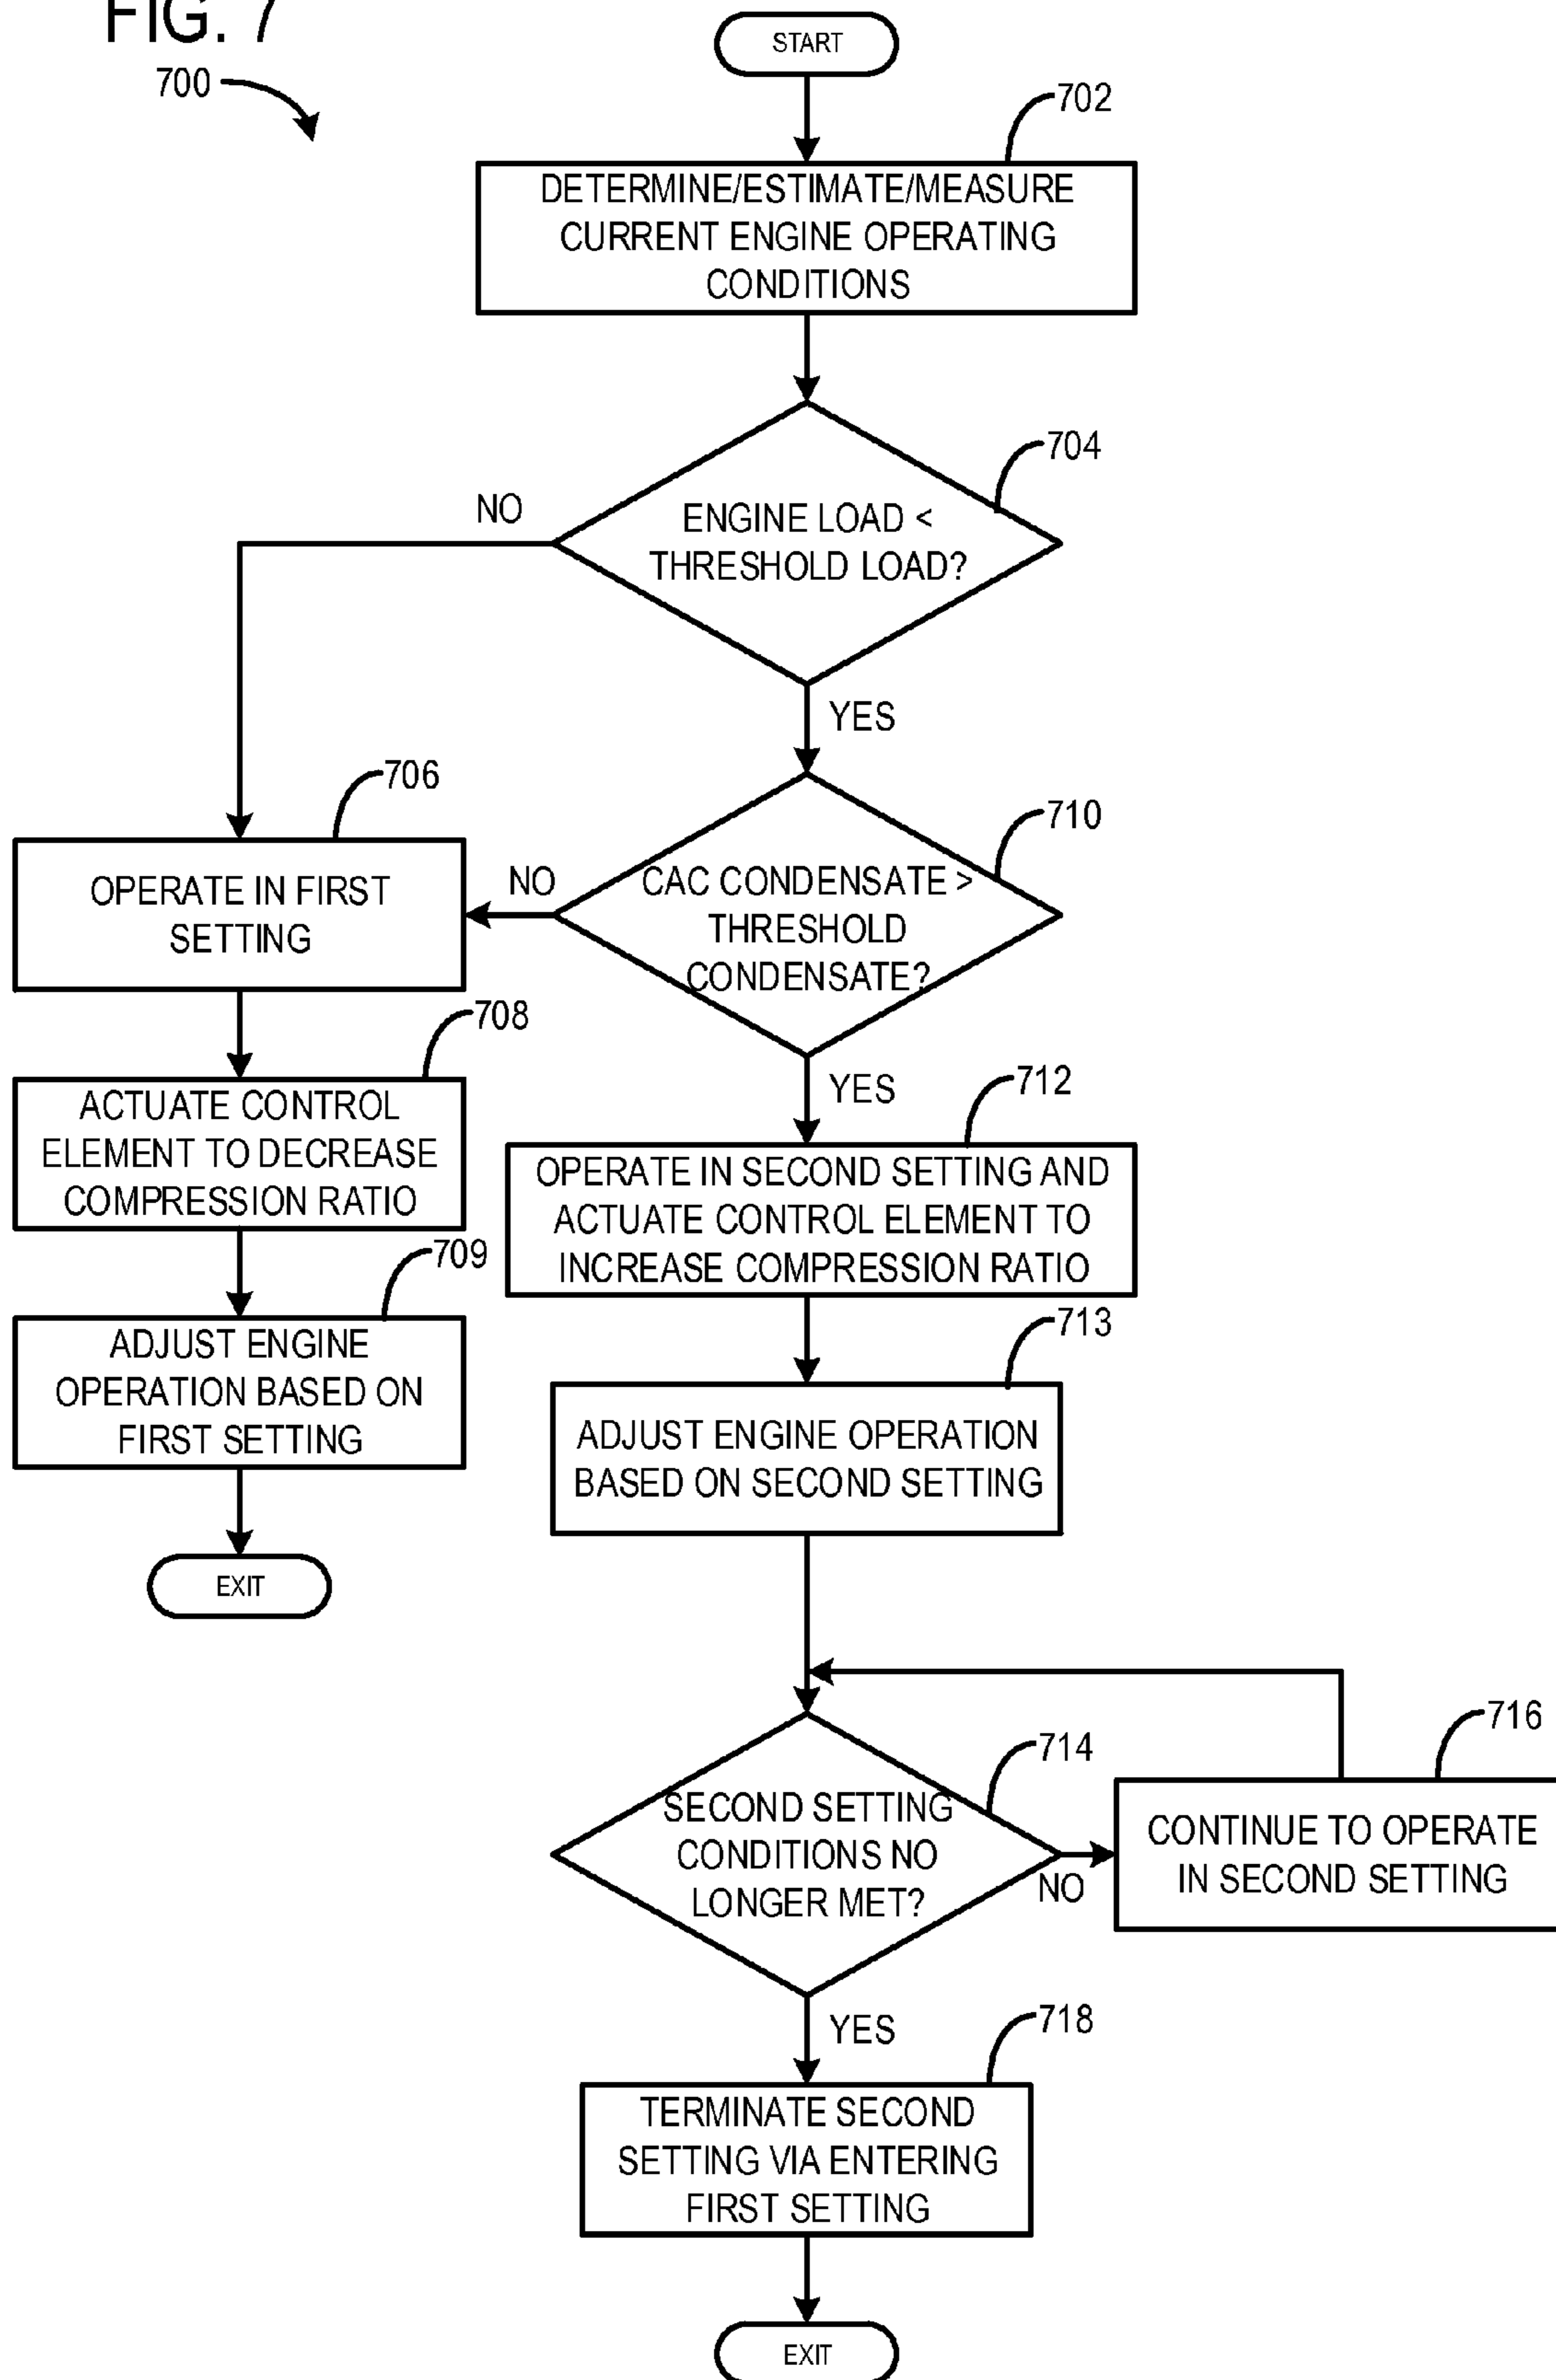 FIG. 7
700
START
702
DETERMINE/ESTIMATE/MEASURE
CURRENT ENGINE OPERATING
CONDITIONS
704
ENGINE LOAD <
THRESHOLD LOAD?
NO
YES
706
OPERATE IN FIRST
SETTING
710
CAC CONDENSATE >
THRESHOLD
CONDENSATE?
NO
YES
708
ACTUATE CONTROL
ELEMENT TO DECREASE
COMPRESSION RATIO
709
ADJUST ENGINE
OPERATION BASED ON
FIRST SETTING
EXIT
712
OPERATE IN SECOND SETTING AND
ACTUATE CONTROL ELEMENT TO
INCREASE COMPRESSION RATIO
713
ADJUST ENGINE OPERATION
BASED ON SECOND SETTING
714
SECOND SETTING
CONDITIONS NO
LONGER MET?
NO
716
CONTINUE TO OPERATE
IN SECOND SETTING
YES
718
TERMINATE SECOND
SETTING VIA ENTERING
FIRST SETTING
EXIT